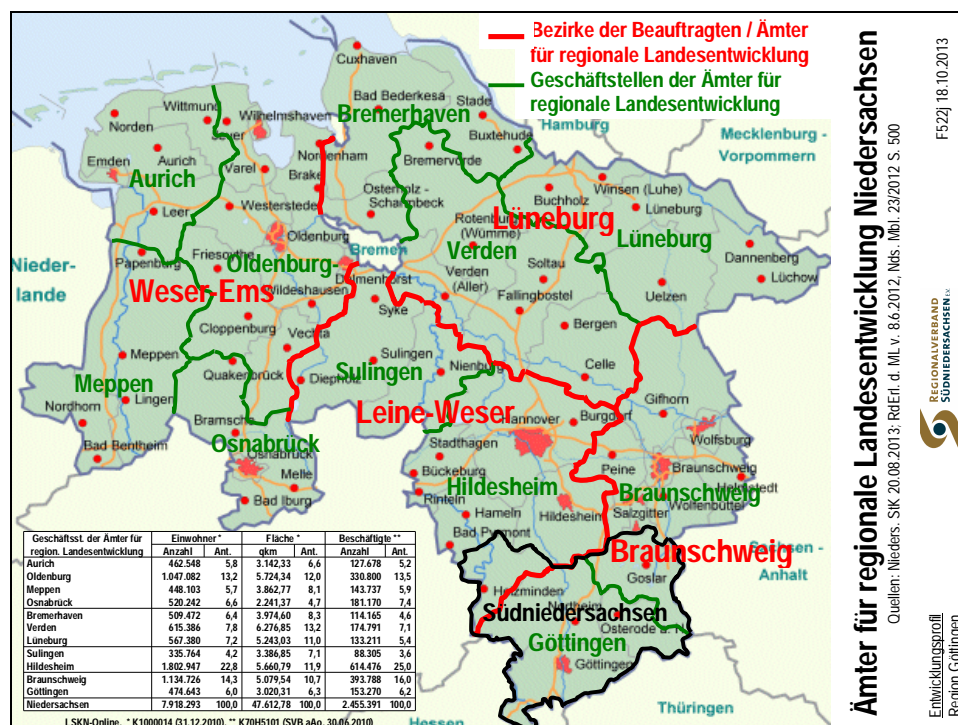 Bezirke der Beauftragten / Ämter
für regionale Landesentwicklung
Geschäftstellen der Ämter für
regionale Landesentwicklung
Cuxhaven
Bad Bederkesa
Stade
Bremerhaven
Hamburg
Mecklenburg -
Vorpommern
Wittmund
Wilhelmshaven
Norden
Jever
Buxtehude
Nordenham
Bremervörde
Emden
Aurich
Aurich
Varel
Brake
Osterholz -
Scharmbeck
Winsen (Luhe)
Buchholz
Lüneburg
Leer
Westerstede
Rotenburg
(Wümme)
Lüneburg
Lüneburg
Oldenburg
Bremen
Verden
Dannenberg
Nieder-
lande
Papenburg
Friesoythe
Oldenburg-
Delmenhorst
Verden
(Aller)
Soltau
Lüchow
Weser-Ems
Wildeshausen
Syke
Fallingbostel
Uelzen
Cloppenburg
Vechta
Bergen
Meppen
Meppen
Quakenbrück
Diepholz
Sulingen
Sulingen
Nienburg
Celle
Nordhorn
Lingen
Leine-Weser
Gifhorn
Bramsche
Hannover
Burgdorf
Bad Bentheim
Osnabrück
Osnabrück
Stadthagen
Wolfsburg
Melle
Bückeburg
Peine
Braunschweig
Helmstedt
Bad Iburg
Rinteln
Hildesheim
Braunschweig
Wolfenbüttel
Hameln
Hildesheim
Salzgitter
Bad Pyrmont
Braunschweig
Sachsen -
Anhalt
Goslar
Holzminden
Südniedersachsen
Northeim
Osterode a.
Göttingen
Göttingen
Hessen
Thüringen
Geschäftsst. der Ämter für Einwohner * Fläche * Beschäftigte **
region. Landesentwicklung Anzahl Ant. qkm Ant. Anzahl Ant.
Aurich 462.548 5,8 3.142,33 6,6 127.678 5,2
Oldenburg 1.047.082 13,2 5.724,34 12,0 330.800 13,5
Meppen 448.103 5,7 3.862,77 8,1 143.737 5,9
Osnabrück 520.242 6,6 2.241,37 4,7 181.170 7,4
Bremerhaven 509.472 6,4 3.974,60 8,3 114.165 4,6
Verden 615.386 7,8 6.276,85 13,2 174.791 7,1
Lüneburg 567.380 7,2 5.243,03 11,0 133.211 5,4
Sulingen 335.764 4,2 3.386,85 7,1 88.305 3,6
Hildesheim 1.802.947 22,8 5.660,79 11,9 614.476 25,0
Braunschweig 1.134.726 14,3 5.079,54 10,7 393.788 16,0
Göttingen 474.643 6,0 3.020,31 6,3 153.270 6,2
Niedersachsen 7.918.293 100,0 47.612,78 100,0 2.455.391 100,0
LSKN-Online, * K1000014 (31.12.2010), ** K70H5101 (SVB aAo, 30.06.2010)
Ämter für regionale Landesentwicklung Niedersachsen
Quellen: Nieders. StK 20.08.2013; RdErl. d. ML v. 8.6.2012, Nds. Mbl. 23/2012 S. 500
F522j 18.10.2013
REGIONALVERBAND
SÜDNIEDERSACHSEN E.V.
Entwicklungsprofil
Region Göttingen